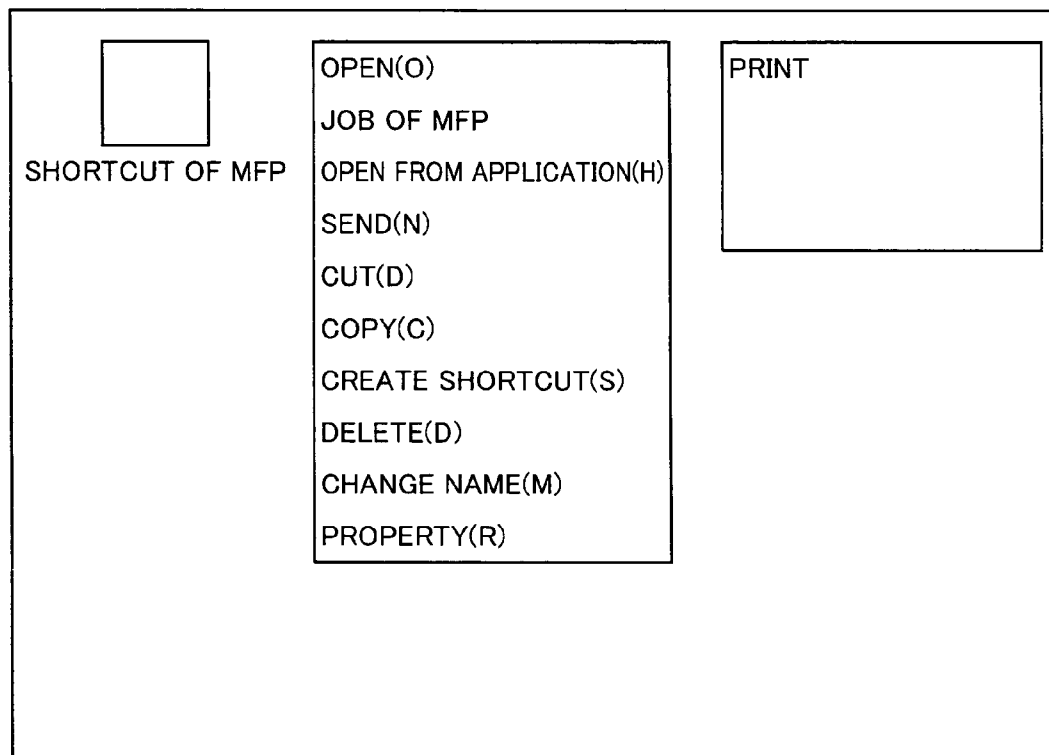 SHORTCUT OF MFP
OPEN(O)
JOB OF MFP
OPEN FROM APPLICATION(H)
SEND(N)
CUT(D)
COPY(C)
CREATE SHORTCUT(S)
DELETE(D)
CHANGE NAME(M)
PROPERTY(R)
PRINT